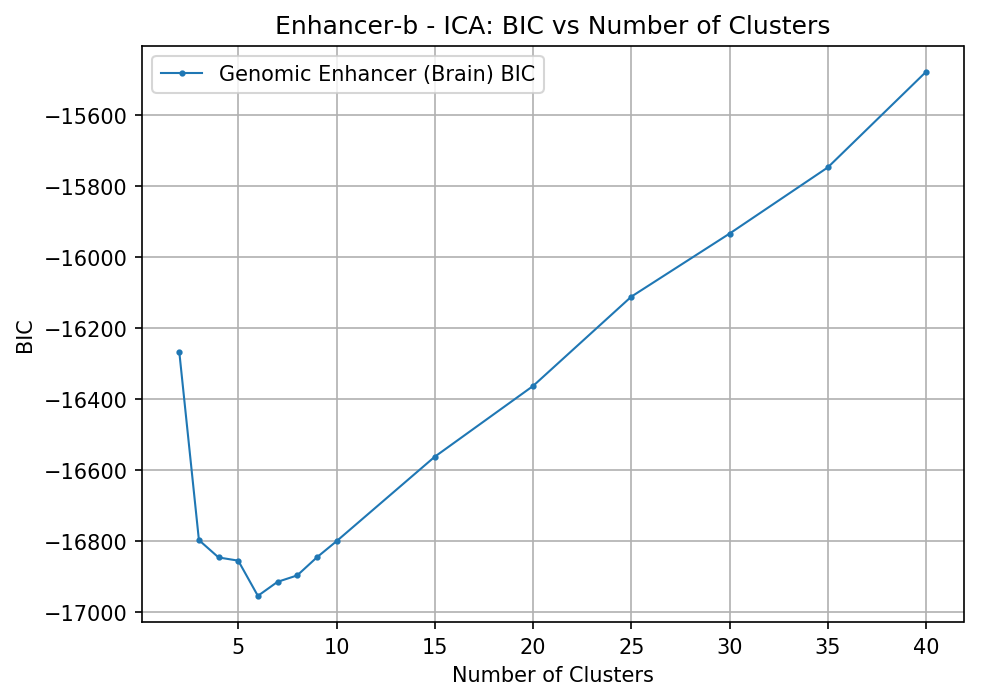 Enhancer-b - ICA: BIC vs Number of Clusters
Genomic Enhancer (Brain) BIC
−15600
−15800
−16000
−16200
−16400
−16600
−16800
−17000
BIC
5 10 15 20 25 30 35 40
Number of Clusters